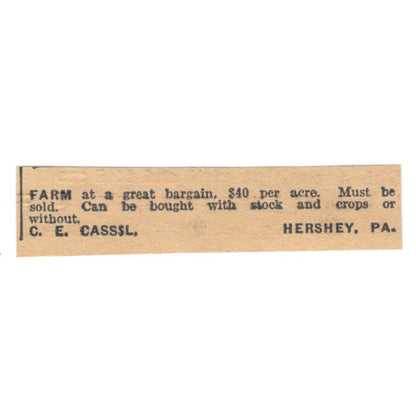 FARM at a great bargain, $40 per acre. Must be
sold. Can be bought with stock and crops or
without.
C. E. CASS$L, HERSHEY, PA.